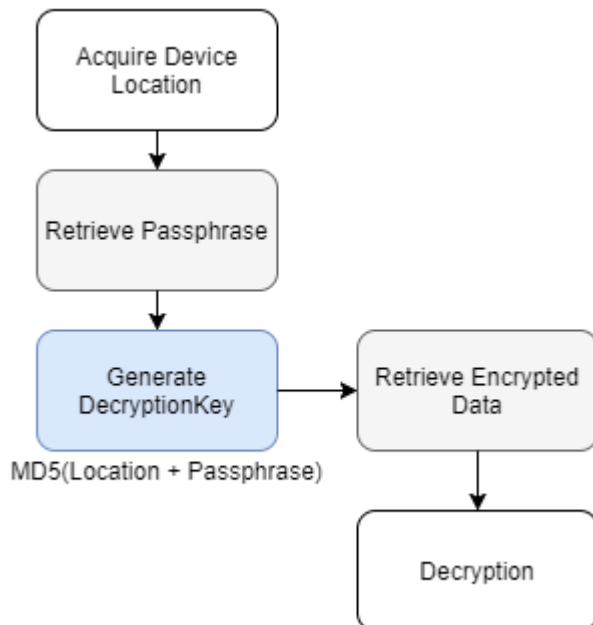 Acquire Device
Location
Retrieve Passphrase
Generate
DecryptionKey
MD5(Location + Passphrase)
Retrieve Encrypted
Data
Decryption